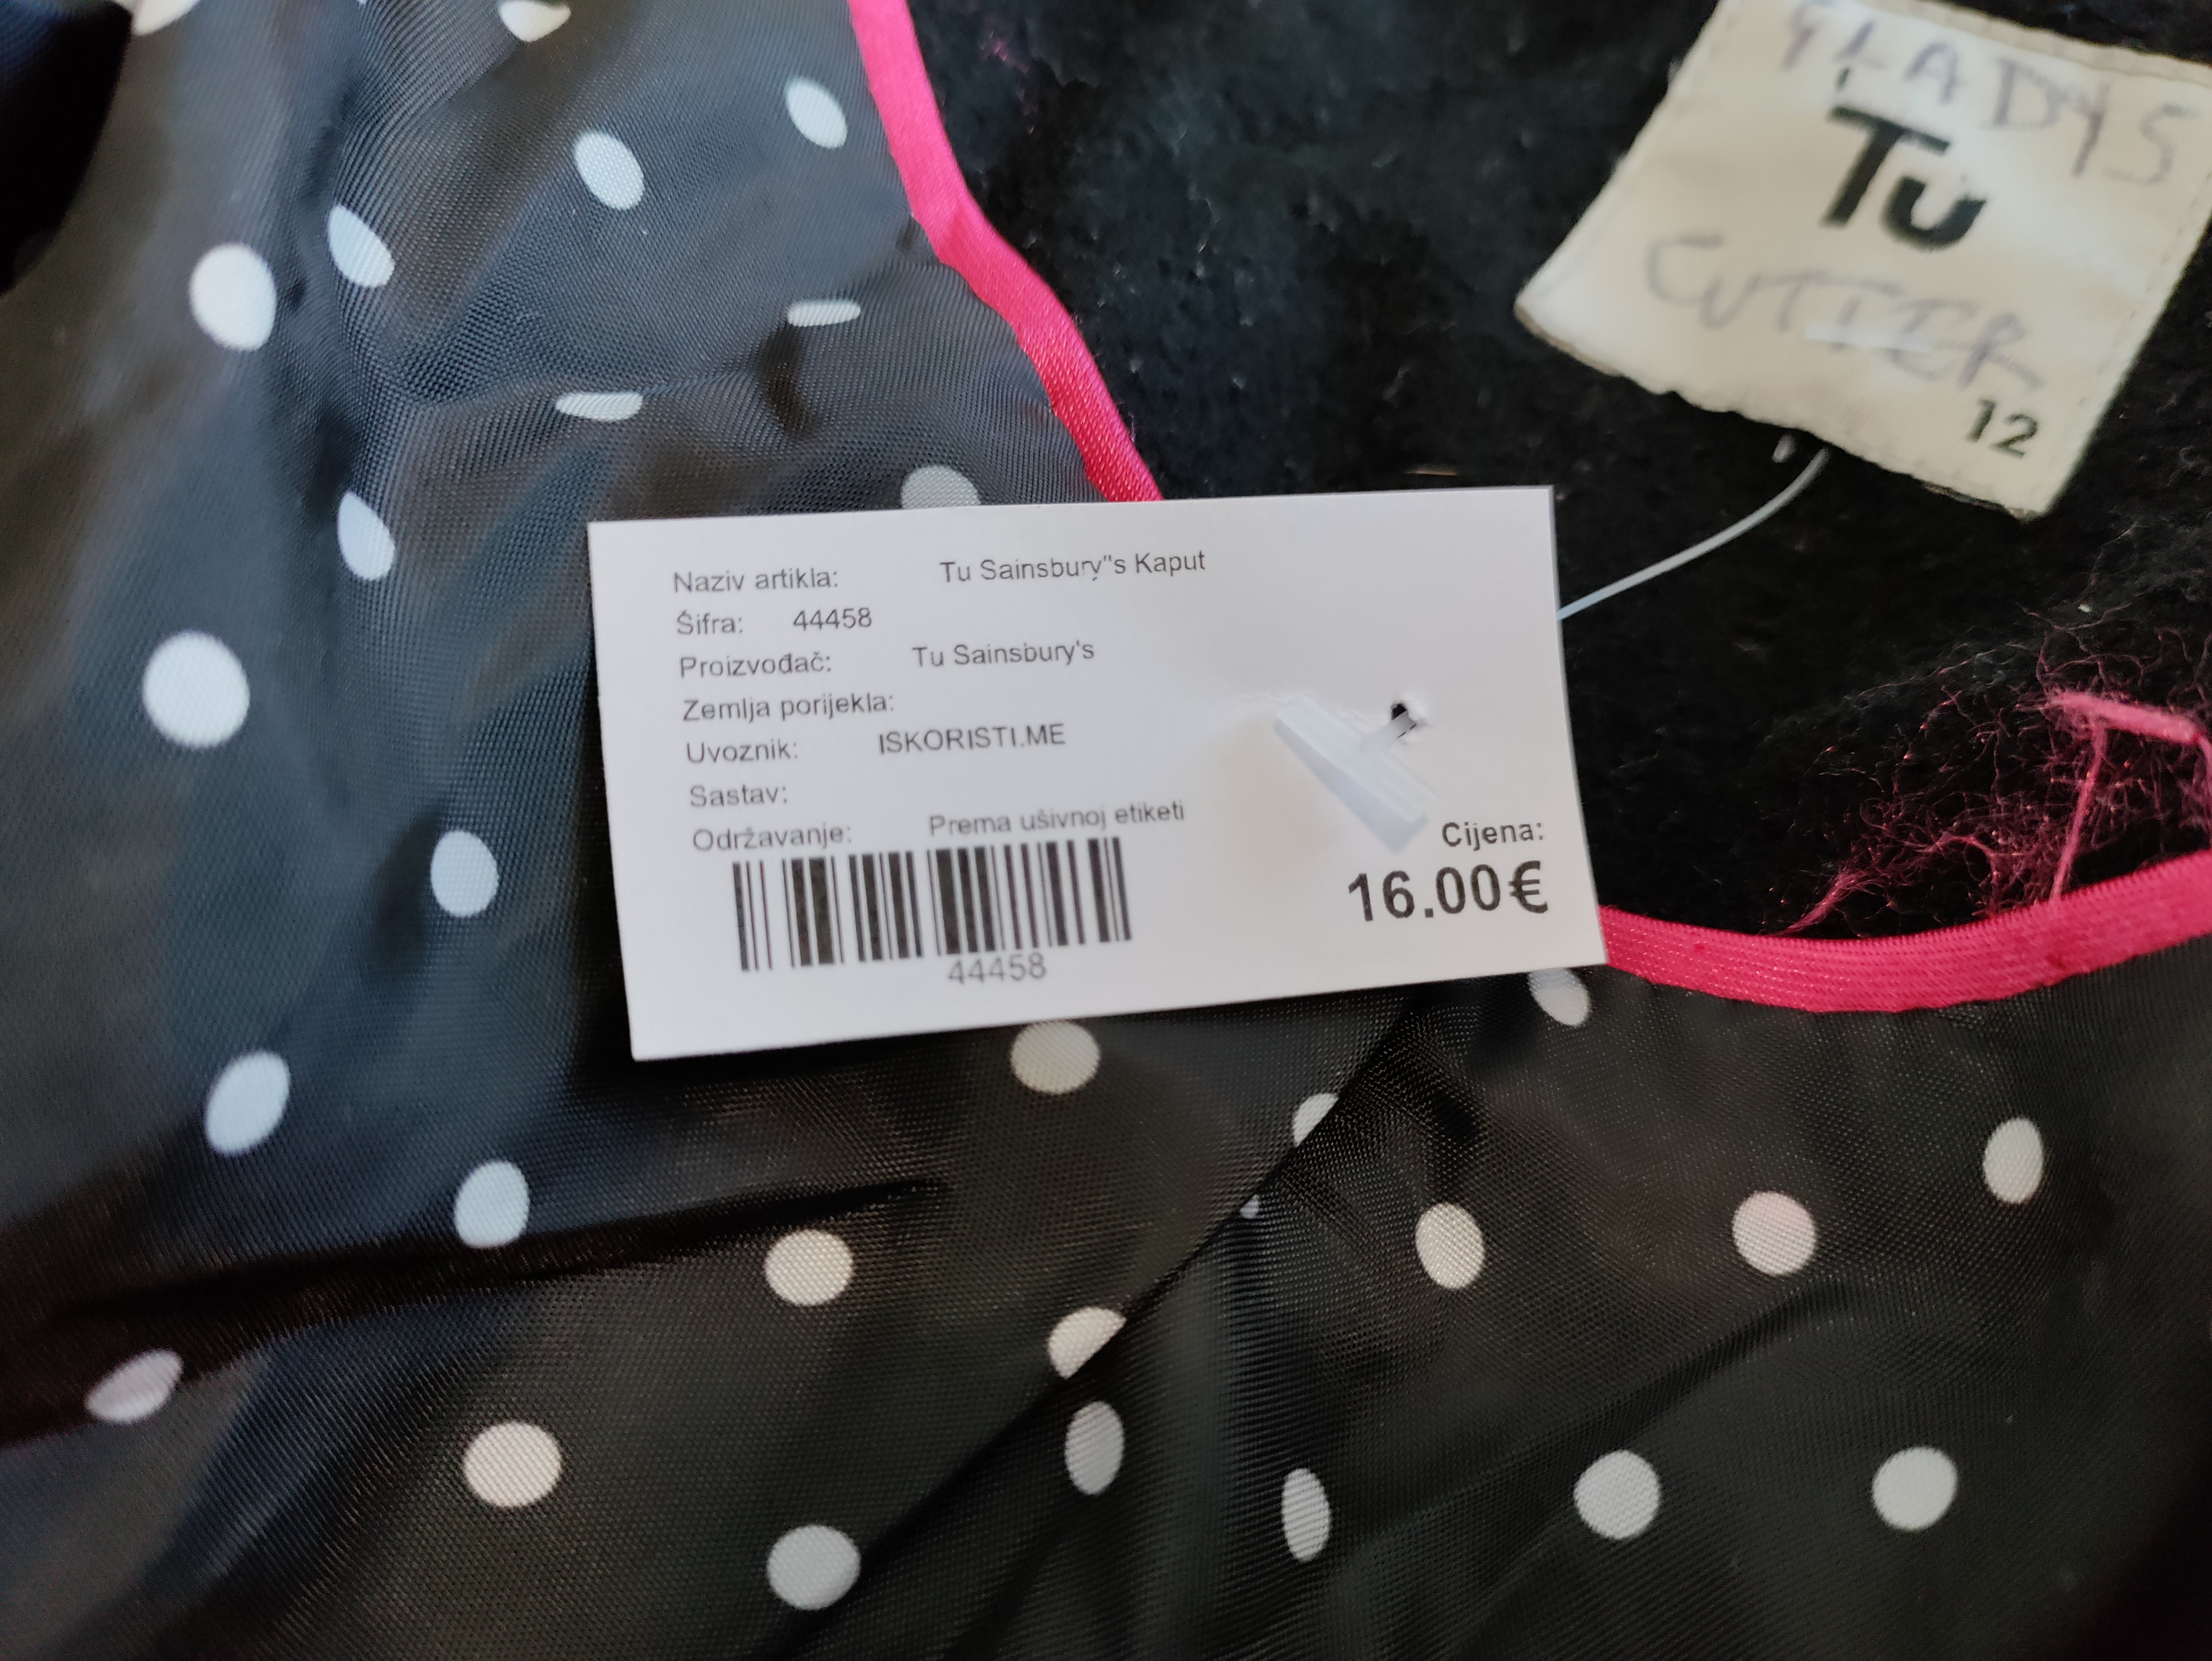 GLADYS
Tu
CUTTER
12
Naziv artikla: Tu Sainsbury"s Kaput
Šifra: 44458
Proizvođač: Tu Sainsbury's
Zemlja porijekla:
Uvoznik: ISKORISTI.ME
Sastav:
Održavanje: Prema ušivnoj etiketi
44458
Cijena:
16.00€